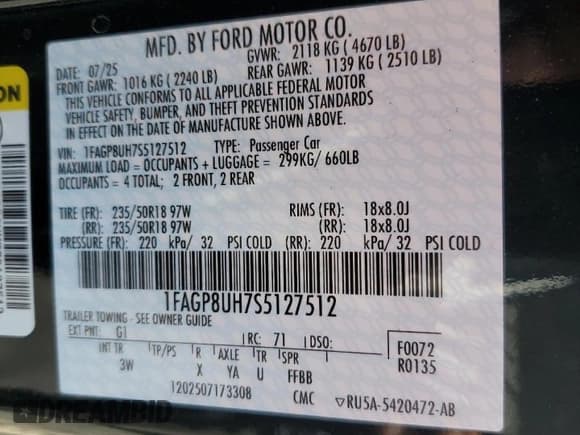 MFD. BY FORD MOTOR CO.
DATE: 07/25 GVWR: 2118 KG ( 4670 LB)
FRONT GAWR: 1016 KG ( 2240 LB) REAR GAWR: 1139 KG ( 2510 LB)
THIS VEHICLE CONFORMS TO ALL APPLICABLE FEDERAL MOTOR
VEHICLE SAFETY, BUMPER, AND THEFT PREVENTION STANDARDS
IN EFFECT ON THE DATE OF MANUFACTURE SHOWN ABOVE.
VIN: 1FAGP8UH7S5127512 TYPE: Passenger Car
MAXIMUM LOAD = OCCUPANTS + LUGGAGE = 299KG/ 660LB
OCCUPANTS = 4 TOTAL; 2 FRONT, 2 REAR
TIRE (FR): 235/50R18 97W RIMS (FR): 18x8.0J
(RR): 235/50R18 97W (RR): 18x8.0J
PRESSURE (FR): 220 kPa/ 32 PSI COLD (RR): 220 kPa/ 32 PSI COLD
1FAGP8UH7S5127512
TRAILER TOWING - SEE OWNER GUIDE
EXT PNT: G1 RC: 71 DSO: F0072
INT TR TP/PS R AXLE TR SPR R0135
3W X YA U FFBB
1202507173308 CMC ▽RU5A-5420472-AB
DREAMBID